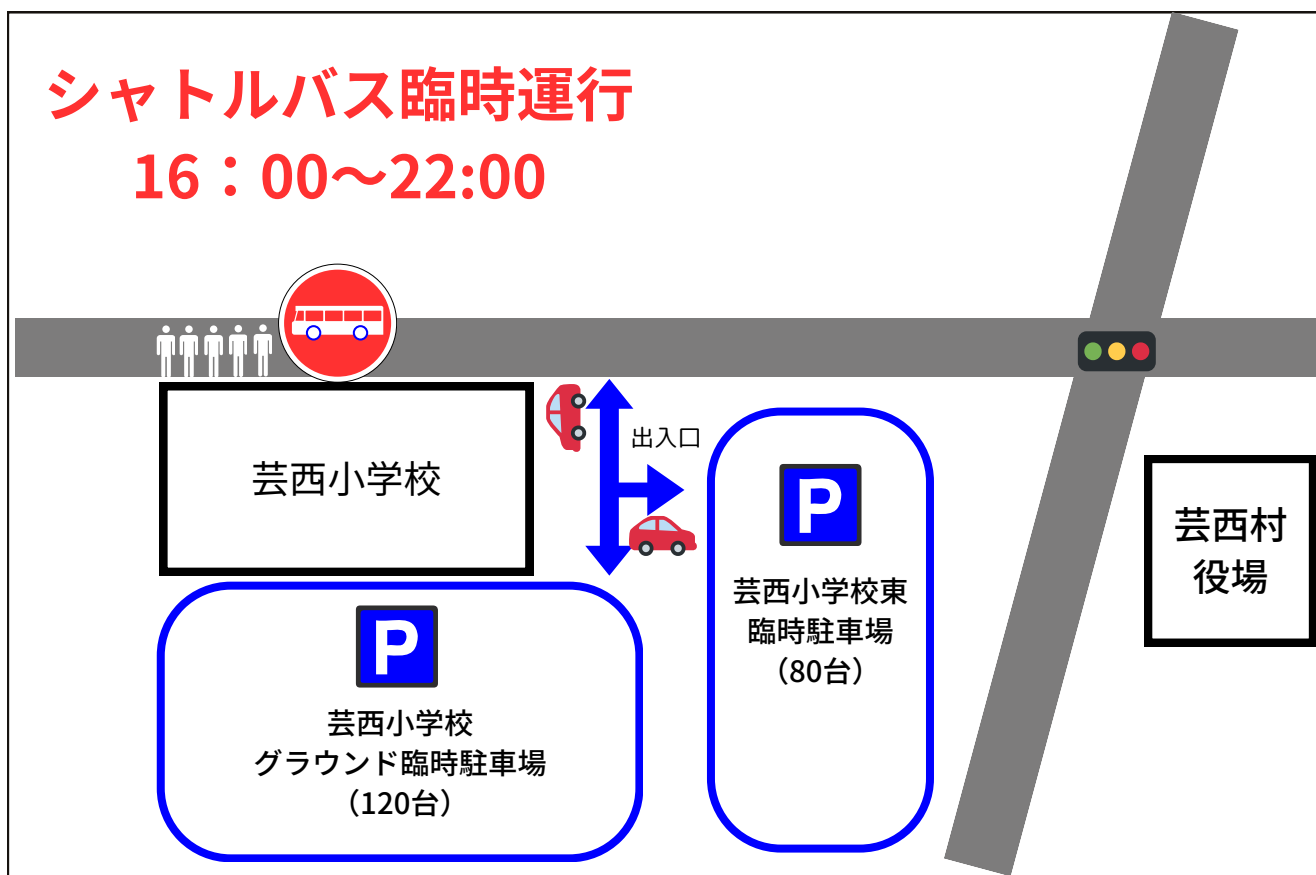 シャトルバス臨時運行
16：00～22:00
出入口
芸西小学校
P
芸西小学校東
臨時駐車場
（80台）
芸西村
役場
P
芸西小学校
グラウンド臨時駐車場
（120台）